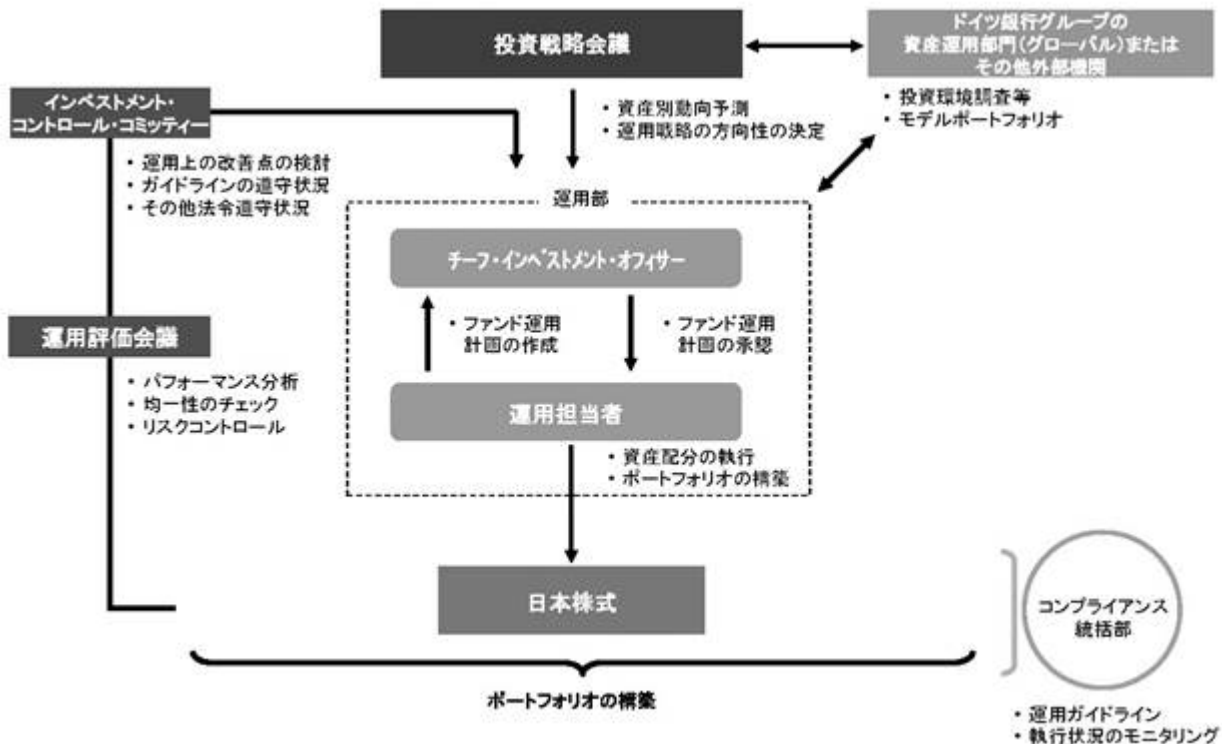 投資戦略会議
ドイツ銀行グループの
資産運用部門(グローバル)または
その他外部機関
・投資環境調査等
・モデルポートフォリオ
・資産別動向予測
・運用戦略の方向性の決定
インベストメント・
コントロール・コミッティー
・運用上の改善点の検討
・ガイドラインの遵守状況
・その他法令遵守状況
運用部
チーフ・インベストメント・オフィサー
・ファンド運用
計画の作成
・ファンド運用
計画の承認
運用評価会議
・パフォーマンス分析
・均一性のチェック
・リスクコントロール
運用担当者
・資産配分の執行
・ポートフォリオの構築
日本株式
コンプライアンス
統括部
ポートフォリオの構築
・運用ガイドライン
・執行状況のモニタリング